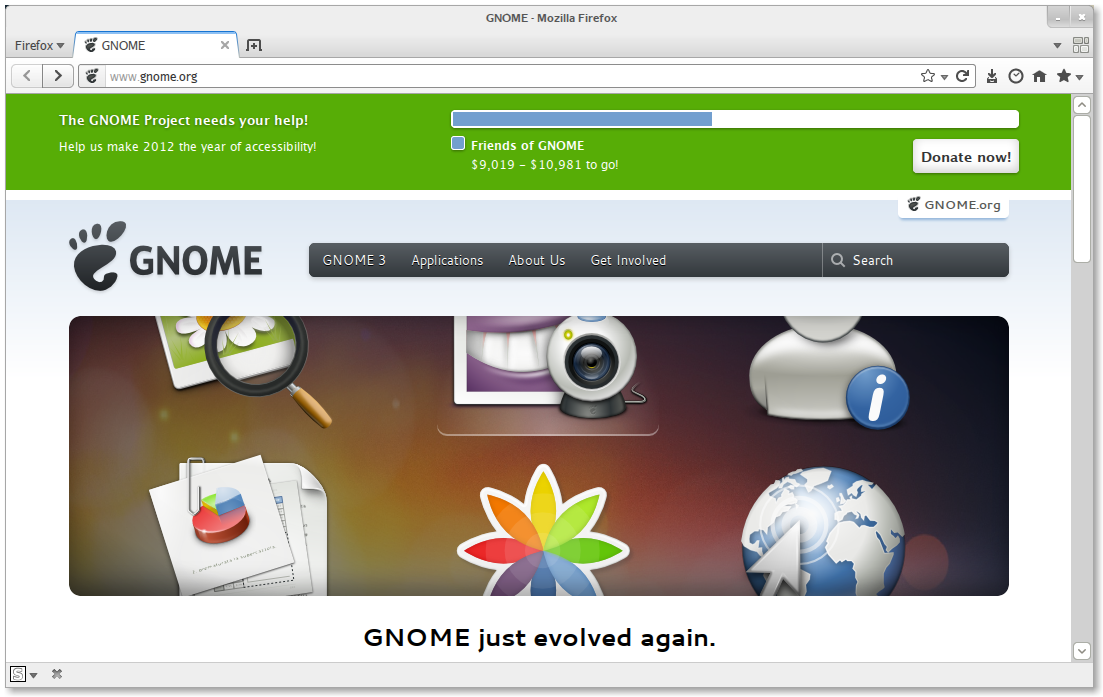 GNOME - Mozilla Firefox
Firefox
GNOME
www.gnome.org
The GNOME Project needs your help!
Help us make 2012 the year of accessibility!
Friends of GNOME
$9,019 – $10,981 to go!
Donate now!
GNOME.org
GNOME
GNOME 3 Applications About Us Get Involved Search
GNOME just evolved again.
S